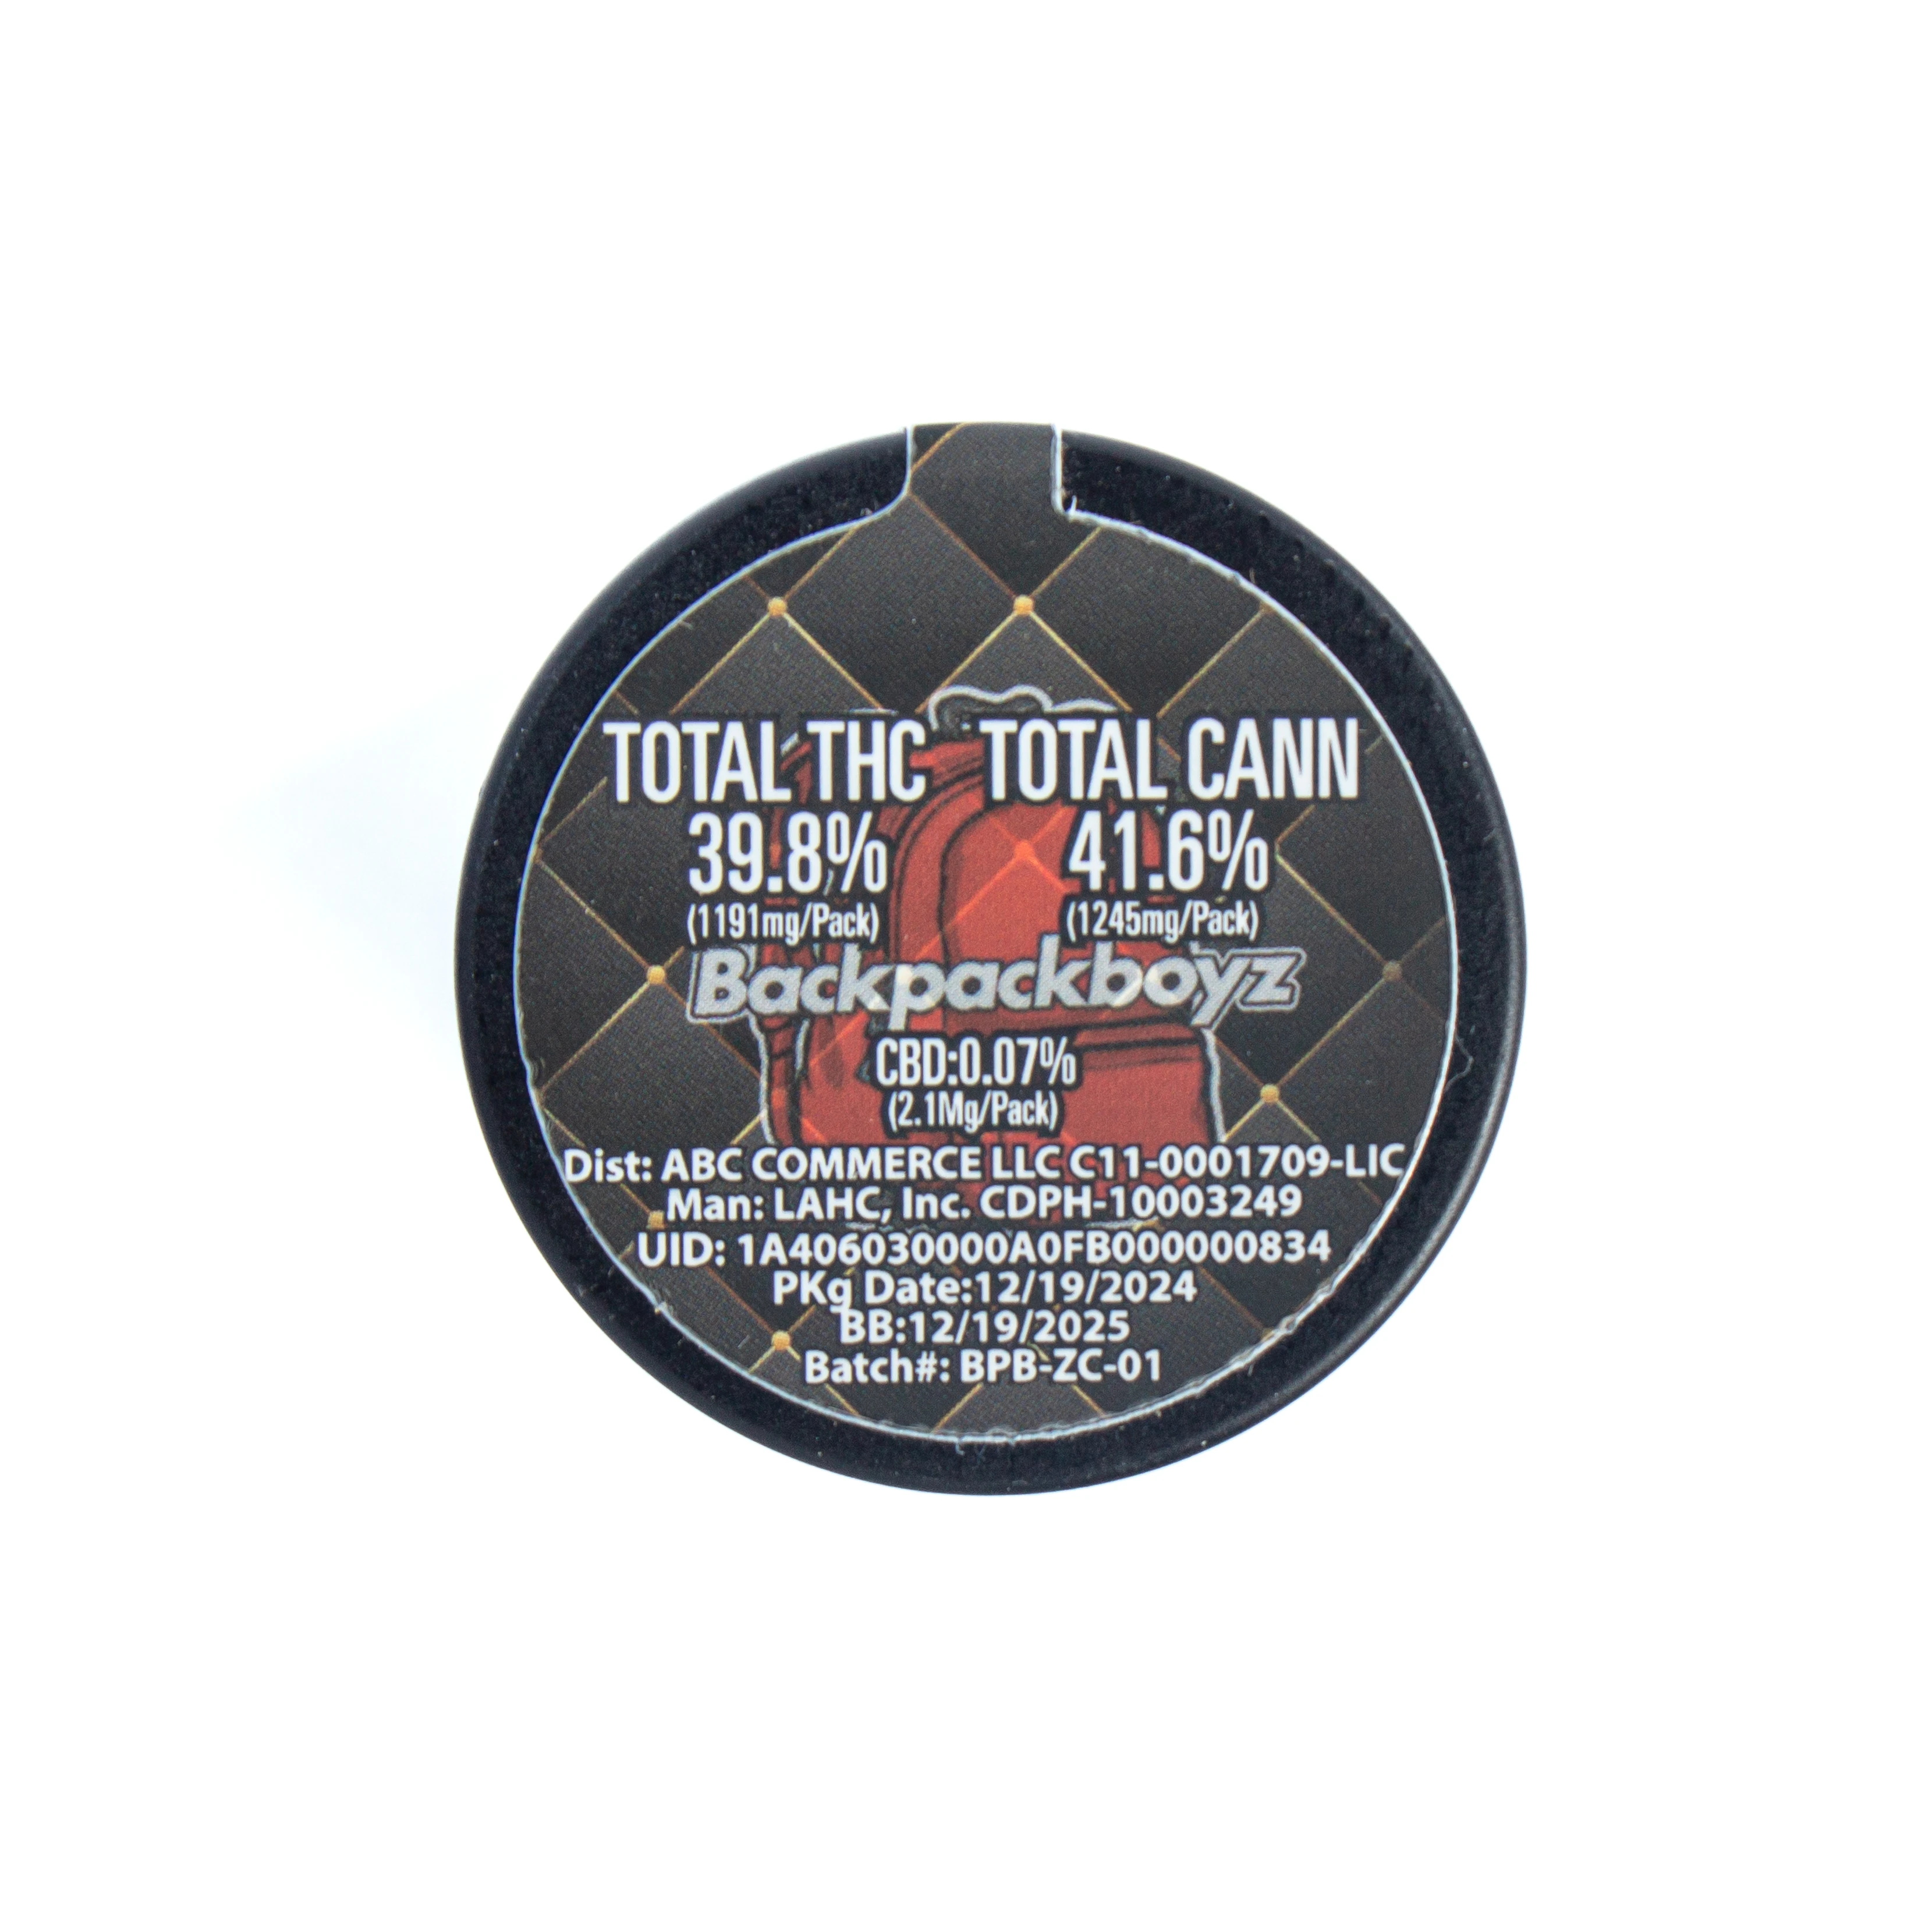 TOTAL THC TOTAL CANN
39.8% 41.6%
(1191mg/Pack) (1245mg/Pack)
Backpackboyz
CBD:0.07%
(2.1Mg/Pack)
Dist: ABC COMMERCE LLC C11-0001709-LIC
Man: LAHC, Inc. CDPH-10003249
UID: 1A406030000A0FB000000834
PKg Date:12/19/2024
BB:12/19/2025
Batch#: BPB-ZC-01